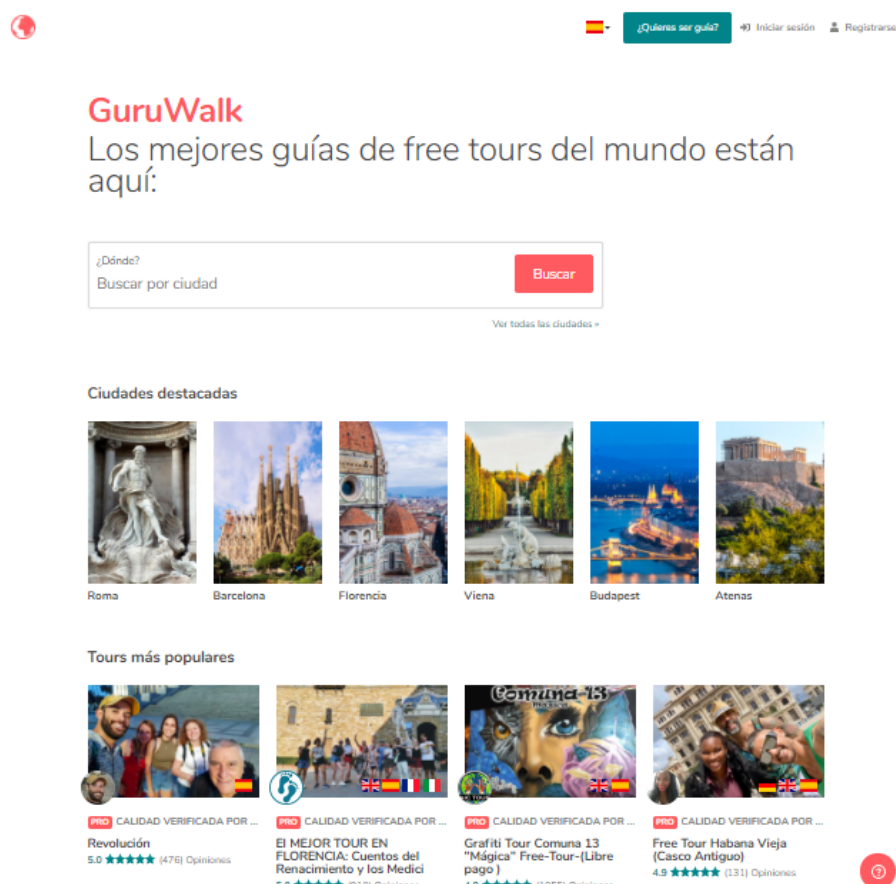 ¿Quieres ser guía?
Iniciar sesión
Registrarse
GuruWalk
Los mejores guías de free tours del mundo están
aquí:
¿Dónde?
Buscar por ciudad
Buscar
Ver todas las ciudades »
Ciudades destacadas
Roma
Barcelona
Florencia
Viena
Budapest
Atenas
Tours más populares
Comuna-13
PRO CALIDAD VERIFICADA POR ...
Revolución
5.0 ★★★★★ (476) Opiniones
PRO CALIDAD VERIFICADA POR ...
El MEJOR TOUR EN
FLORENCIA: Cuentos del
Renacimiento y los Medici
PRO CALIDAD VERIFICADA POR ...
Grafiti Tour Comuna 13
"Mágica" Free-Tour-(Libre
pago )
PRO CALIDAD VERIFICADA POR ...
Free Tour Habana Vieja
(Casco Antiguo)
4.9 ★★★★★ (131) Opiniones